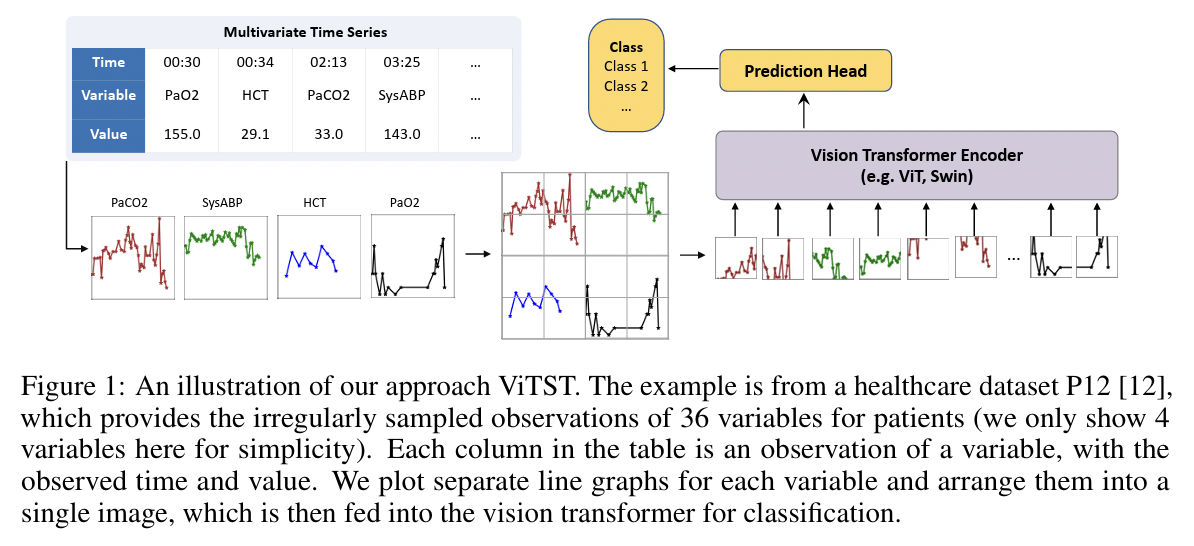 Multivariate Time Series
Time 00:30 00:34 02:13 03:25 ...
Variable PaO2 HCT PaCO2 SysABP ...
Value 155.0 29.1 33.0 143.0 ...
PaCO2 SysABP HCT PaO2
Class
Class 1
Class 2
...
Prediction Head
Vision Transformer Encoder
(e.g. ViT, Swin)
...
Figure 1: An illustration of our approach ViTST. The example is from a healthcare dataset P12 [12],
which provides the irregularly sampled observations of 36 variables for patients (we only show 4
variables here for simplicity). Each column in the table is an observation of a variable, with the
observed time and value. We plot separate line graphs for each variable and arrange them into a
single image, which is then fed into the vision transformer for classification.